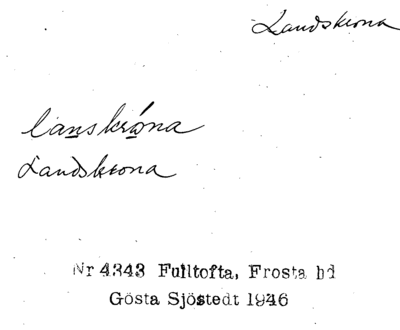 Landskrona
lanskróna
Landskrona
Nr 4343 Fulltofta, Frosta hd
Gösta Sjöstedt 1946